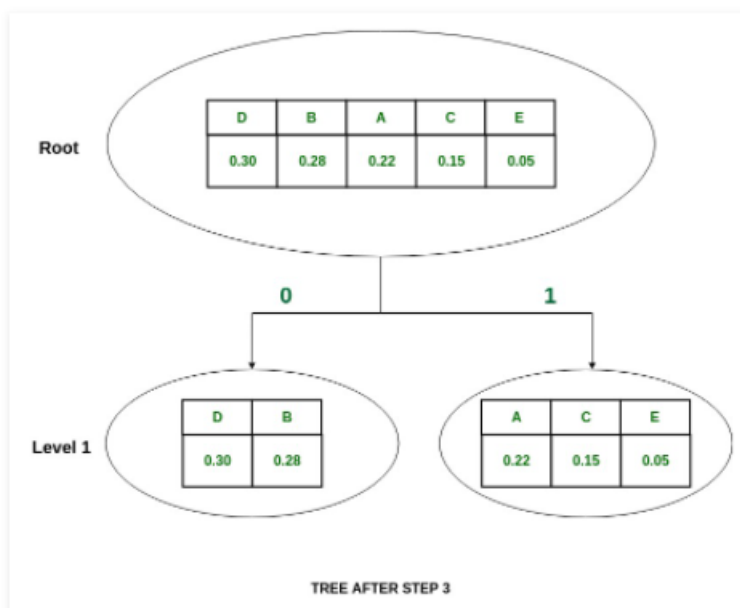 D B A C E
Root
0.30 0.28 0.22 0.15 0.05
0 1
D B
A C E
Level 1
0.30 0.28
0.22 0.15 0.05
TREE AFTER STEP 3